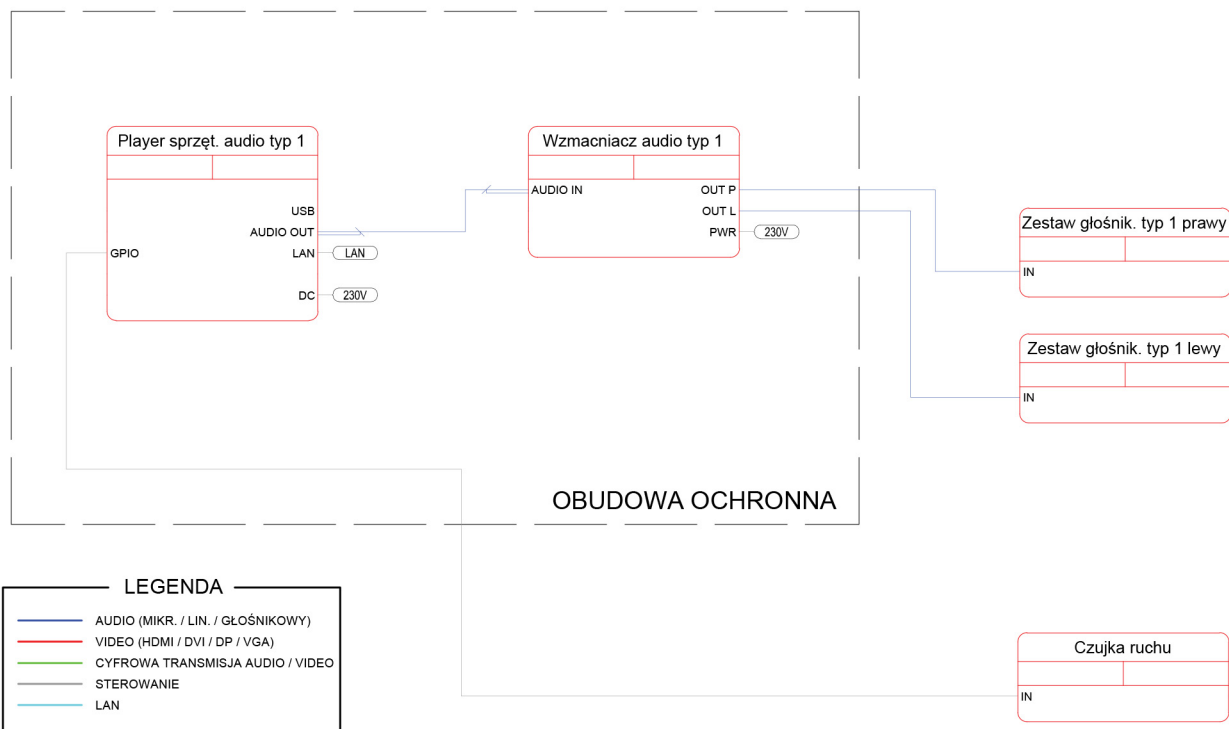 Player sprzęt. audio typ 1
USB
AUDIO OUT
GPIO
LAN
LAN
DC
230V
Wzmacniacz audio typ 1
AUDIO IN
OUT P
OUT L
PWR
230V
Zestaw głośnik. typ 1 prawy
IN
Zestaw głośnik. typ 1 lewy
IN
OBUDOWA OCHRONNA
LEGENDA
AUDIO (MIKR. / LIN. / GŁOŚNIKOWY)
VIDEO (HDMI / DVI / DP / VGA)
CYFROWA TRANSMISJA AUDIO / VIDEO
STEROWANIE
LAN
Czujka ruchu
IN